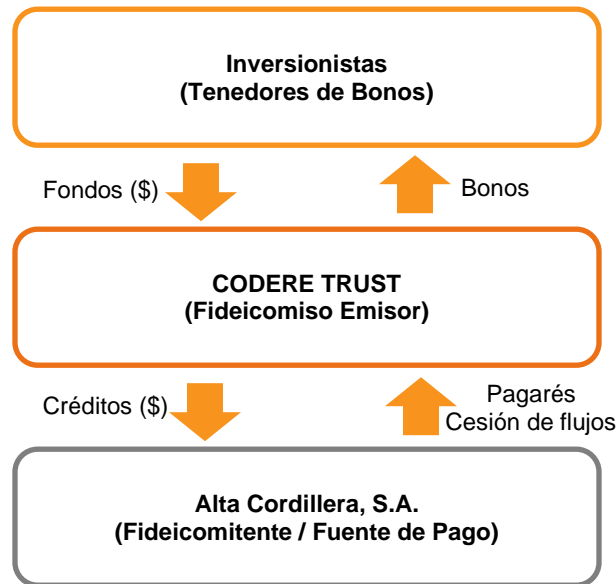 Inversionistas
(Tenedores de Bonos)
Fondos ($)
Bonos
CODERE TRUST
(Fideicomiso Emisor)
Créditos ($)
Pagarés
Cesión de flujos
Alta Cordillera, S.A.
(Fideicomitente / Fuente de Pago)